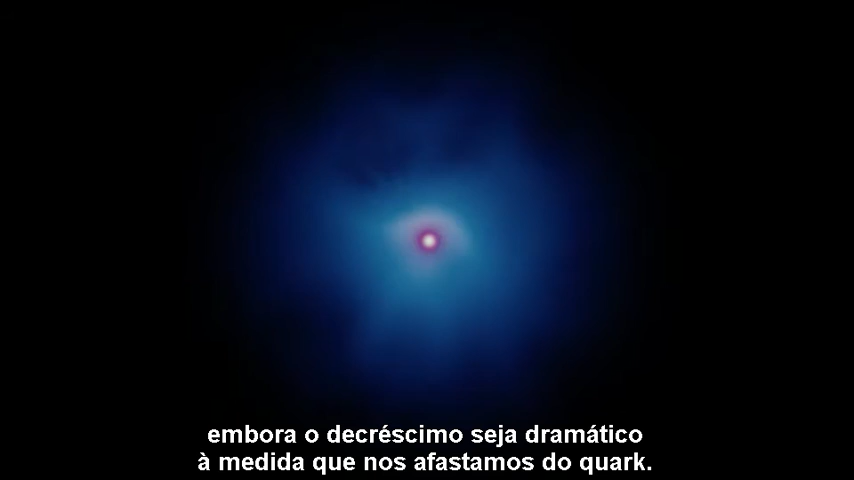 embora o decréscimo seja dramático
à medida que nos afastamos do quark.